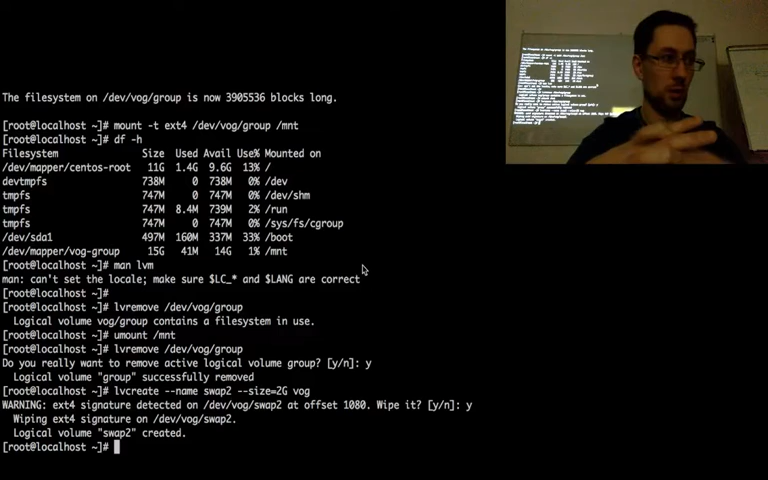 The filesystem on /dev/vog/group is now 3905536 blocks long.
[root@localhost ~]# mount -t ext4 /dev/vog/group /mnt
[root@localhost ~]# df -h
Filesystem Size Used Avail Use% Mounted on
/dev/mapper/centos-root 11G 1.4G 9.6G 13% /
devtmpfs 738M 0 738M 0% /dev
tmpfs 747M 0 747M 0% /dev/shm
tmpfs 747M 8.4M 739M 2% /run
tmpfs 747M 0 747M 0% /sys/fs/cgroup
/dev/sda1 497M 160M 337M 33% /boot
/dev/mapper/vog-group 15G 41M 14G 1% /mnt
[root@localhost ~]# man lvm
man: can't set the locale; make sure $LC_* and $LANG are correct
[root@localhost ~]#
[root@localhost ~]# lvremove /dev/vog/group
Logical volume vog/group contains a filesystem in use.
[root@localhost ~]# umount /mnt
[root@localhost ~]# lvremove /dev/vog/group
Do you really want to remove active logical volume group? [y/n]: y
Logical volume "group" successfully removed
[root@localhost ~]# lvcreate --name swap2 --size=2G vog
WARNING: ext4 signature detected on /dev/vog/swap2 at offset 1080. Wipe it? [y/n]: y
Wiping ext4 signature on /dev/vog/swap2.
Logical volume "swap2" created.
[root@localhost ~]#